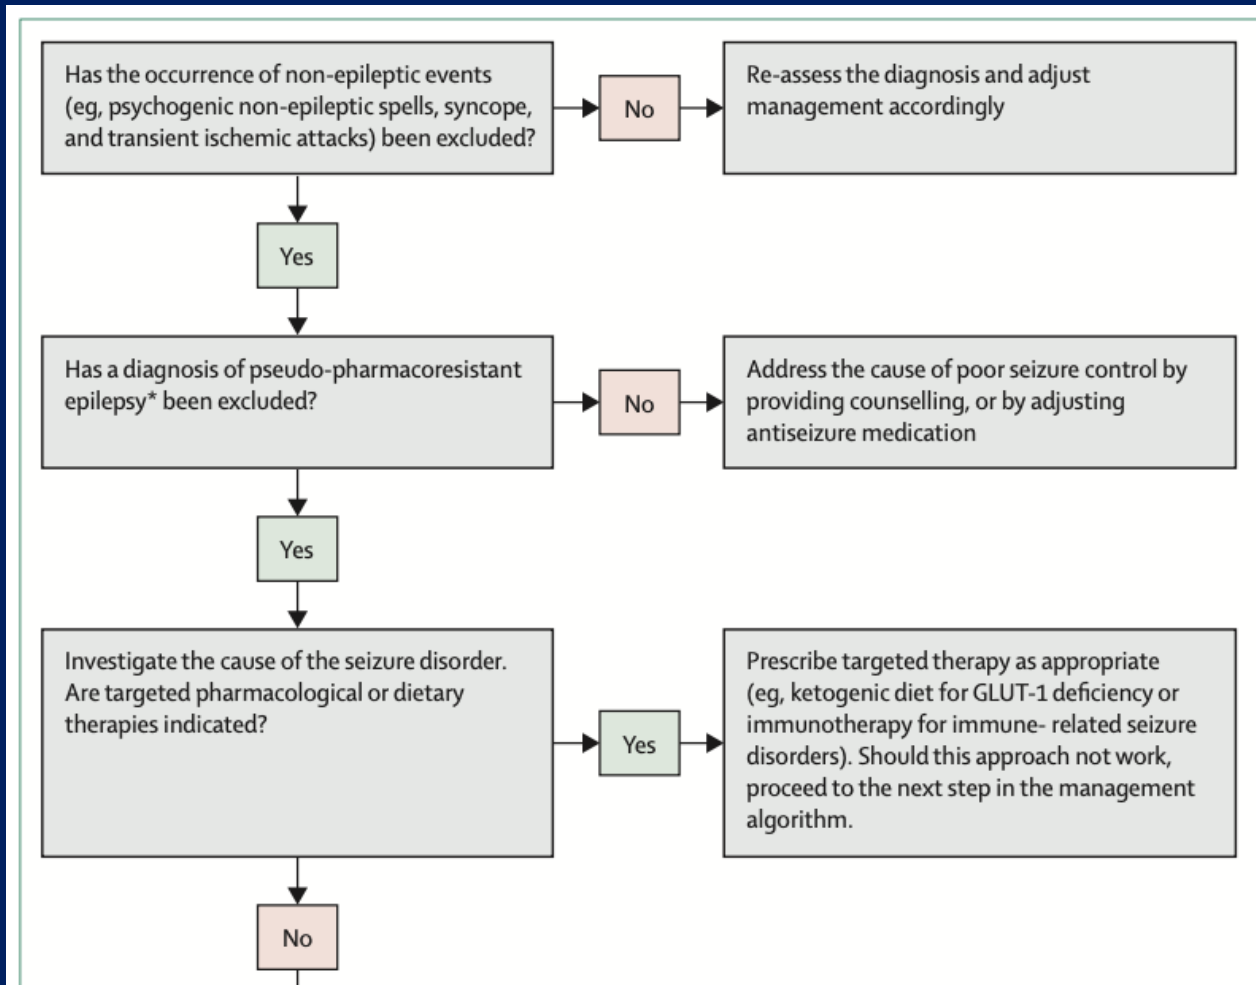 Has the occurrence of non-epileptic events
(eg, psychogenic non-epileptic spells, syncope,
and transient ischemic attacks) been excluded?
No
Re-assess the diagnosis and adjust
management accordingly
Yes
Has a diagnosis of pseudo-pharmacoresistant
epilepsy* been excluded?
No
Address the cause of poor seizure control by
providing counselling, or by adjusting
antiseizure medication
Yes
Investigate the cause of the seizure disorder.
Are targeted pharmacological or dietary
therapies indicated?
Yes
Prescribe targeted therapy as appropriate
(eg, ketogenic diet for GLUT-1 deficiency or
immunotherapy for immune- related seizure
disorders). Should this approach not work,
proceed to the next step in the management
algorithm.
No